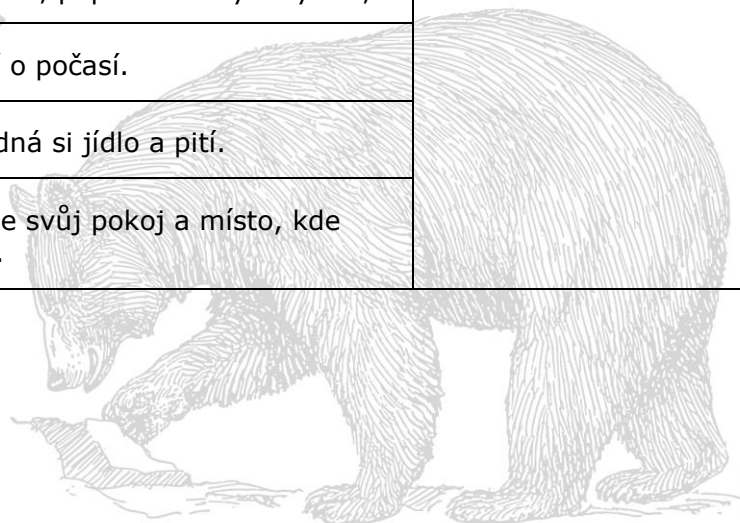 o počasí.
dná si jídlo a pití.
e svůj pokoj a místo, kde